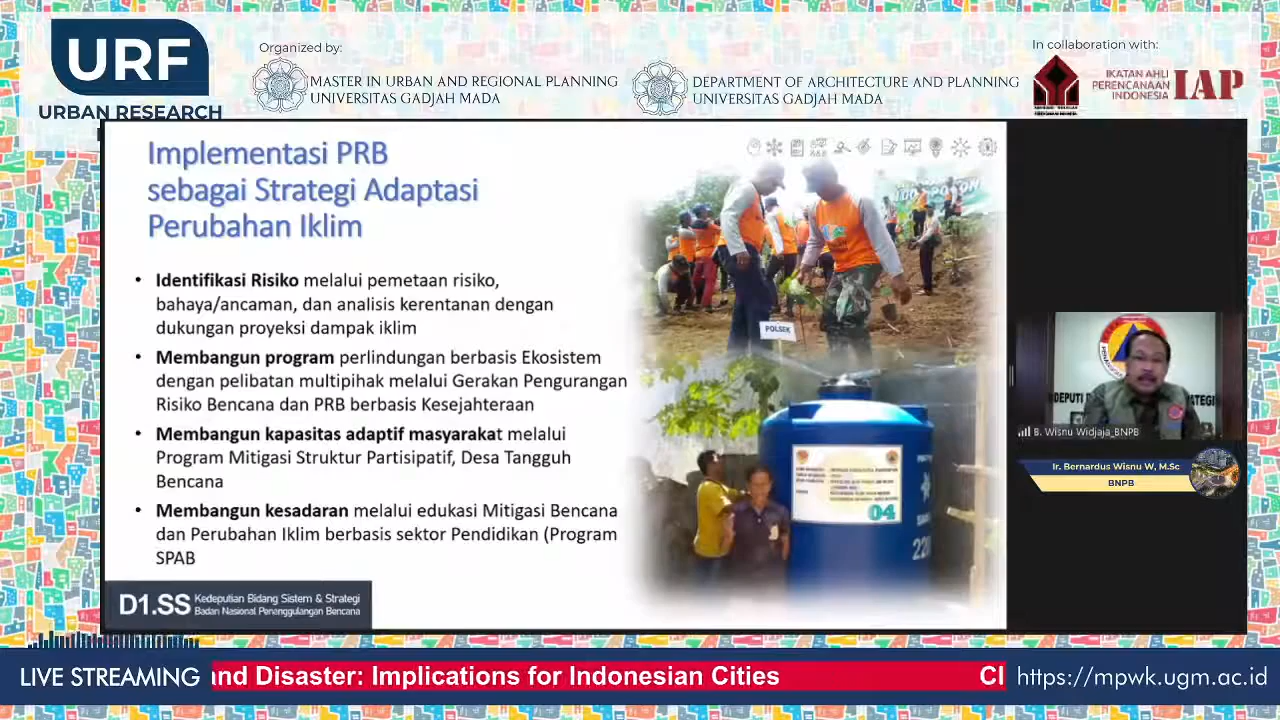 URF
URBAN RESEARCH
Organized by:
MASTER IN URBAN AND REGIONAL PLANNING
UNIVERSITAS GADJAH MADA
DEPARTMENT OF ARCHITECTURE AND PLANNING
UNIVERSITAS GADJAH MADA
In collaboration with:
IKATAN AHLI
PERENCANAAN
INDONESIA
IAP
Implementasi PRB
sebagai Strategi Adaptasi
Perubahan Iklim
• Identifikasi Risiko melalui pemetaan risiko,
bahaya/ancaman, dan analisis kerentanan dengan
dukungan proyeksi dampak iklim
• Membangun program perlindungan berbasis Ekosistem
dengan pelibatan multipihak melalui Gerakan Pengurangan
Risiko Bencana dan PRB berbasis Kesejahteraan
• Membangun kapasitas adaptif masyarakat melalui
Program Mitigasi Struktur Partisipatif, Desa Tangguh
Bencana
• Membangun kesadaran melalui edukasi Mitigasi Bencana
dan Perubahan Iklim berbasis sektor Pendidikan (Program
SPAB
POLSEK
04
D1.SS
Kedeputian Bidang Sistem & Strategi
Badan Nasional Penanggulangan Bencana
B. Wisnu Widjaja_BNPB
Ir. Bernardus Wisnu W, M.Sc
BNPB
LIVE STREAMING
and Disaster: Implications for Indonesian Cities
Cl
https://mpwk.ugm.ac.id